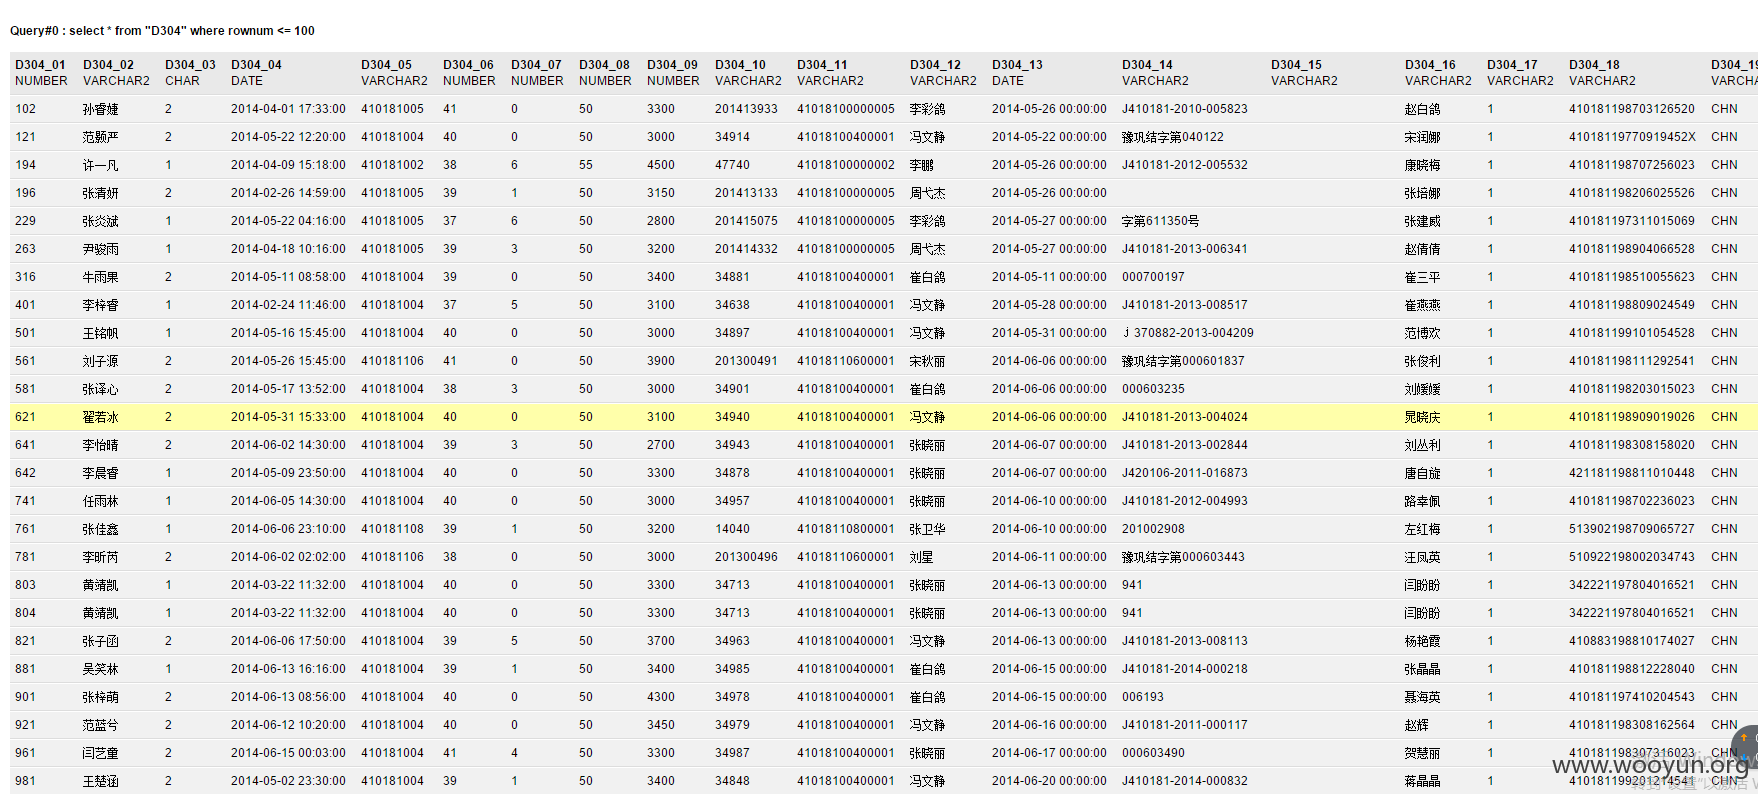 Query#0 : select * from "D304" where rownum <= 100
D304_01 D304_02 D304_03 D304_04 D304_05 D304_06 D304_07 D304_08 D304_09 D304_10 D304_11 D304_12 D304_13 D304_14 D304_15 D304_16 D304_17 D304_18 D304_19
NUMBER VARCHAR2 CHAR DATE VARCHAR2 NUMBER NUMBER NUMBER NUMBER VARCHAR2 VARCHAR2 VARCHAR2 DATE VARCHAR2 VARCHAR2 VARCHAR2 VARCHAR2 VARCHAR2 VARCHA
102 孙睿婕 2 2014-04-01 17:33:00 410181005 41 0 50 3300 201413933 41018100000005 李彩鸽 2014-05-26 00:00:00 J410181-2010-005823 赵白鸽 1 410181198703126520 CHN
121 范颢严 2 2014-05-22 12:20:00 410181004 40 0 50 3000 34914 41018100400001 冯文静 2014-05-22 00:00:00 豫巩结字第040122 宋润娜 1 41018119770919452X CHN
194 许一凡 1 2014-04-09 15:18:00 410181002 38 6 55 4500 47740 41018100000002 李鹏 2014-05-26 00:00:00 J410181-2012-005532 康晓梅 1 410181198707256023 CHN
196 张清妍 2 2014-02-26 14:59:00 410181005 39 1 50 3150 201413133 41018100000005 周弋杰 2014-05-26 00:00:00 张培娜 1 410181198206025526 CHN
229 张炎斌 1 2014-05-22 04:16:00 410181005 37 6 50 2800 201415075 41018100000005 李彩鸽 2014-05-27 00:00:00 字第611350号 张建威 1 410181197311015069 CHN
263 尹骏雨 1 2014-04-18 10:16:00 410181005 39 3 50 3200 201414332 41018100000005 周弋杰 2014-05-27 00:00:00 J410181-2013-006341 赵倩倩 1 410181198904066528 CHN
316 牛雨果 2 2014-05-11 08:58:00 410181004 39 0 50 3400 34881 41018100400001 崔白鸽 2014-05-11 00:00:00 000700197 崔三平 1 410181198510055623 CHN
401 李梓睿 1 2014-02-24 11:46:00 410181004 37 5 50 3100 34638 41018100400001 冯文静 2014-05-28 00:00:00 J410181-2013-008517 崔燕燕 1 410181198809024549 CHN
501 王铭帆 1 2014-05-16 15:45:00 410181004 40 0 50 3000 34897 41018100400001 冯文静 2014-05-31 00:00:00 j 370882-2013-004209 范博欢 1 410181199101054528 CHN
561 刘子源 2 2014-05-26 15:45:00 410181106 41 0 50 3900 201300491 41018110600001 宋秋丽 2014-06-06 00:00:00 豫巩结字第000601837 张俊利 1 410181198111292541 CHN
581 张译心 2 2014-05-17 13:52:00 410181004 38 3 50 3000 34901 41018100400001 崔白鸽 2014-06-06 00:00:00 000603235 刘媛媛 1 410181198203015023 CHN
621 翟若冰 2 2014-05-31 15:33:00 410181004 40 0 50 3100 34940 41018100400001 冯文静 2014-06-06 00:00:00 J410181-2013-004024 晁晓庆 1 410181198909019026 CHN
641 李怡晴 2 2014-06-02 14:30:00 410181004 39 3 50 2700 34943 41018100400001 张晓丽 2014-06-07 00:00:00 J410181-2013-002844 刘丛利 1 410181198308158020 CHN
642 李晨睿 1 2014-05-09 23:50:00 410181004 40 0 50 3300 34878 41018100400001 张晓丽 2014-06-07 00:00:00 J420106-2011-016873 唐自旋 1 421181198811010448 CHN
741 任雨林 1 2014-06-05 14:30:00 410181004 40 0 50 3000 34957 41018100400001 张晓丽 2014-06-10 00:00:00 J410181-2012-004993 路幸佩 1 410181198702236023 CHN
761 张佳鑫 1 2014-06-06 23:10:00 410181108 39 1 50 3200 14040 41018110800001 张卫华 2014-06-10 00:00:00 201002908 左红梅 1 513902198709065727 CHN
781 李昕芮 2 2014-06-02 02:02:00 410181106 38 0 50 3000 201300496 41018110600001 刘星 2014-06-11 00:00:00 豫巩结字第000603443 汪凤英 1 510922198002034743 CHN
803 黄靖凯 1 2014-03-22 11:32:00 410181004 40 0 50 3300 34713 41018100400001 张晓丽 2014-06-13 00:00:00 941 闫盼盼 1 342221197804016521 CHN
804 黄靖凯 1 2014-03-22 11:32:00 410181004 40 0 50 3300 34713 41018100400001 张晓丽 2014-06-13 00:00:00 941 闫盼盼 1 342221197804016521 CHN
821 张子函 2 2014-06-06 17:50:00 410181004 39 5 50 3700 34963 41018100400001 冯文静 2014-06-13 00:00:00 J410181-2013-008113 杨艳霞 1 410883198810174027 CHN
881 吴笑林 1 2014-06-13 16:16:00 410181004 39 1 50 3400 34985 41018100400001 崔白鸽 2014-06-15 00:00:00 J410181-2014-000218 张晶晶 1 410181198812228040 CHN
901 张梓萌 2 2014-06-13 08:56:00 410181004 40 0 50 4300 34978 41018100400001 崔白鸽 2014-06-15 00:00:00 006193 聂海英 1 410181197410204543 CHN
921 范蓝兮 2 2014-06-12 10:20:00 410181004 40 0 50 3450 34979 41018100400001 冯文静 2014-06-16 00:00:00 J410181-2011-000117 赵辉 1 410181198308162564 CHN
961 闫艺童 2 2014-06-15 00:03:00 410181004 41 4 50 3300 34987 41018100400001 张晓丽 2014-06-17 00:00:00 000603490 贺慧丽 1 410181198307316023 CHN
981 王楚涵 2 2014-05-02 23:30:00 410181004 39 1 50 3400 34848 41018100400001 冯文静 2014-06-20 00:00:00 J410181-2014-000832 蒋晶晶 1 410181199201214541 CHN
www.wooyun.org